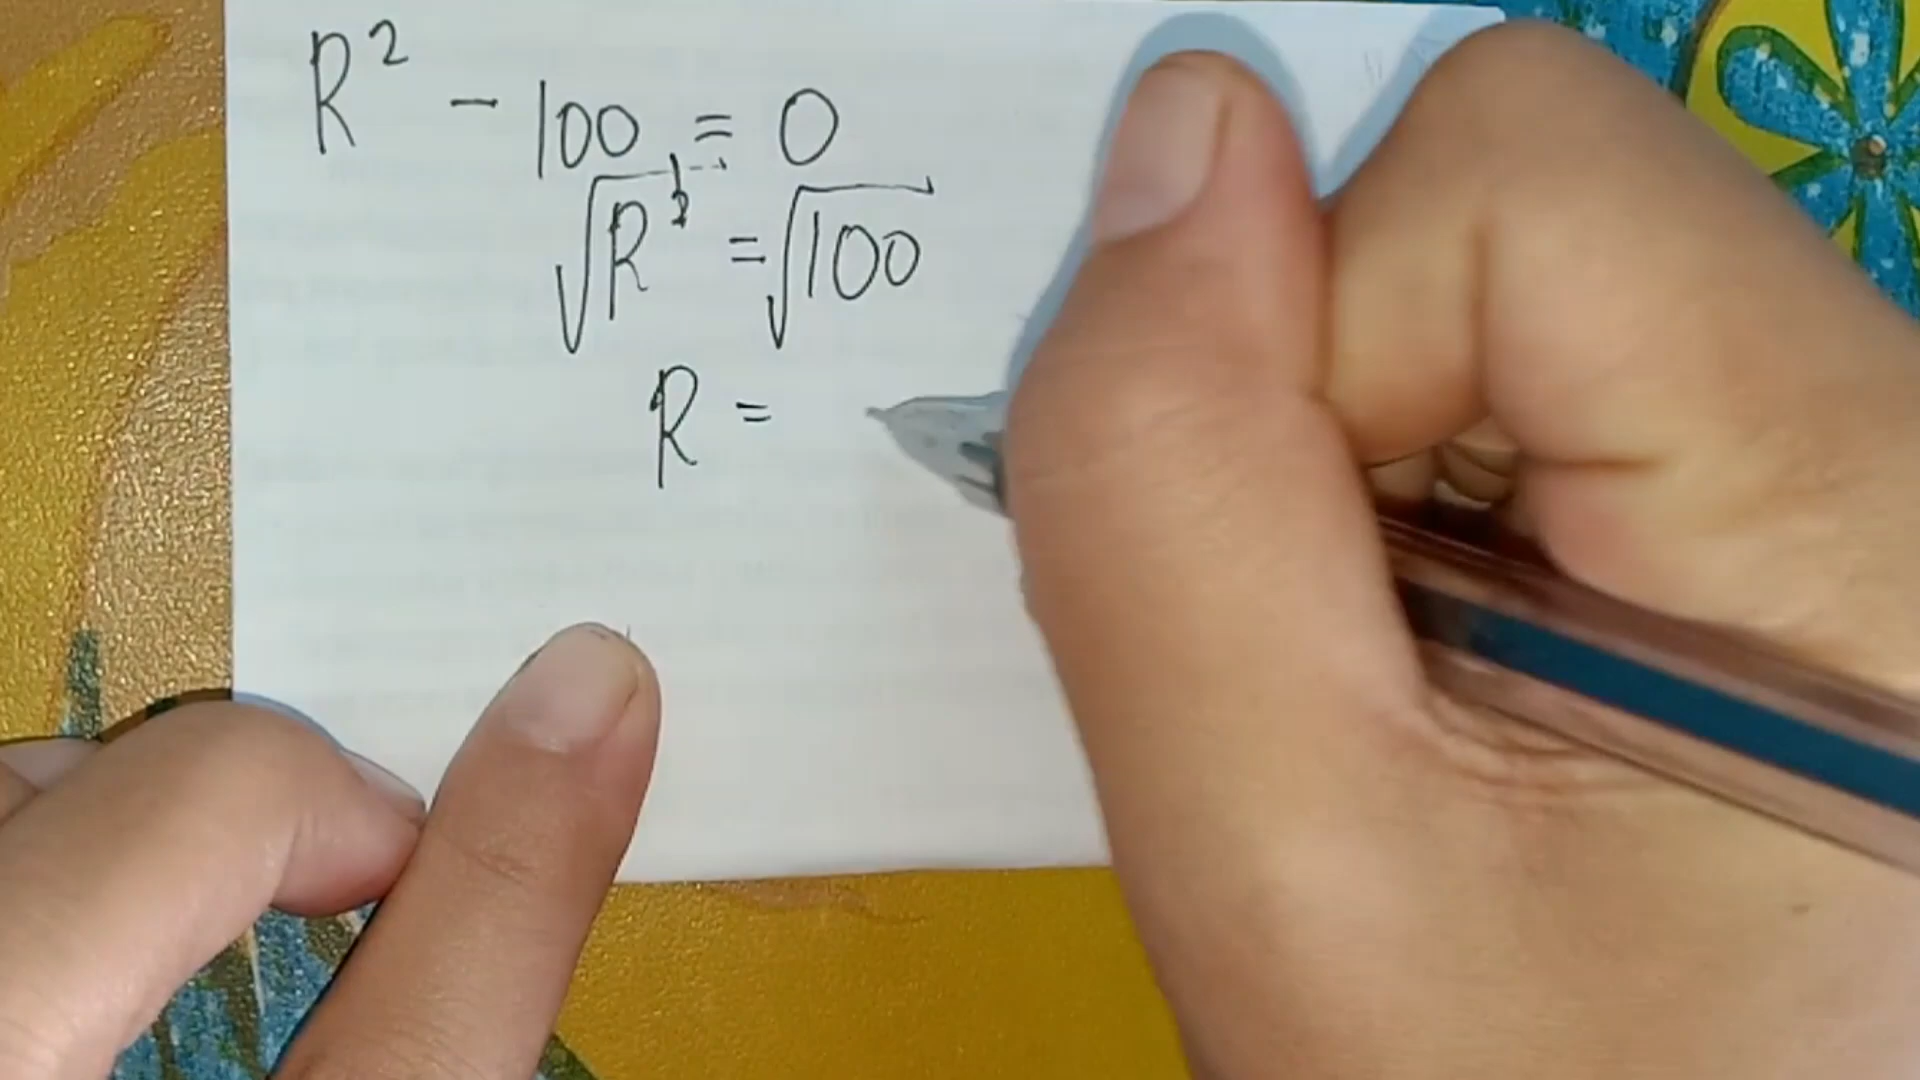 R² - 100 = 0
√R² = √100
R =